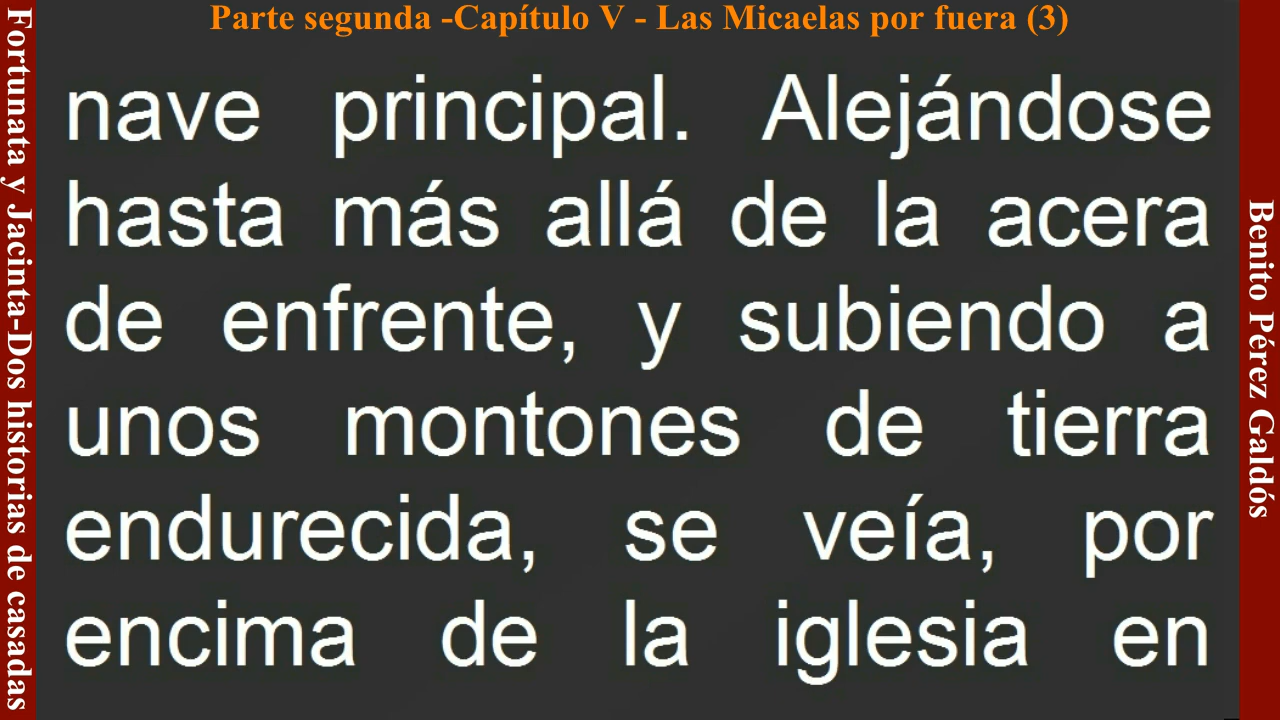 Parte segunda -Capítulo V - Las Micaelas por fuera (3)
Fortunata y Jacinta-Dos historias de casadas
nave principal. Alejándose
hasta más allá de la acera
de enfrente, y subiendo a
unos montones de tierra
endurecida, se veía, por
encima de la iglesia en
Benito Pérez Galdós